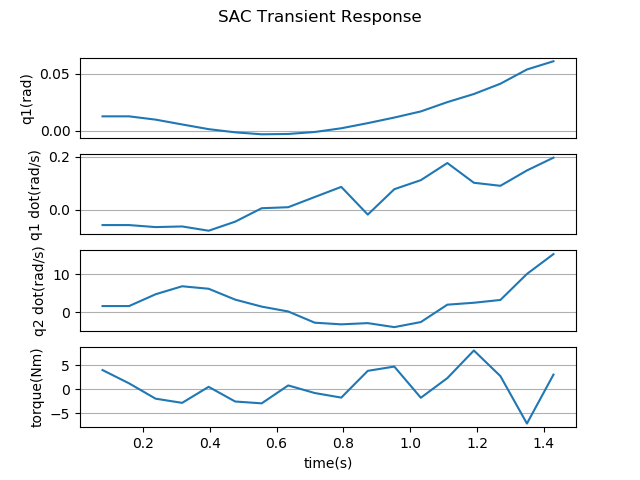 SAC Transient Response
q1(rad)
0.05
0.00
q1 dot(rad/s)
0.2
0.0
q2 dot(rad/s)
10
0
torque(Nm)
5
0
−5
0.2 0.4 0.6 0.8 1.0 1.2 1.4
time(s)